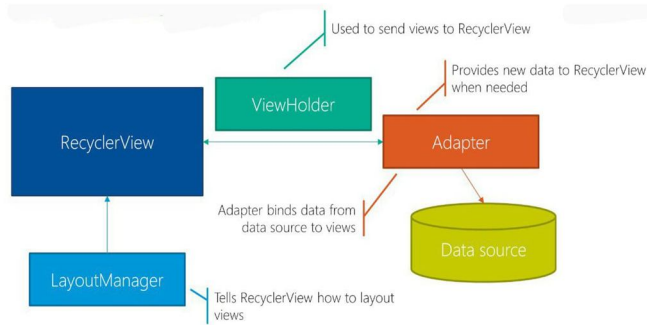 Used to send views to RecyclerView
Provides new data to RecyclerView
when needed
ViewHolder
RecyclerView
Adapter
Adapter binds data from
data source to views
Data source
LayoutManager
Tells RecyclerView how to layout
views